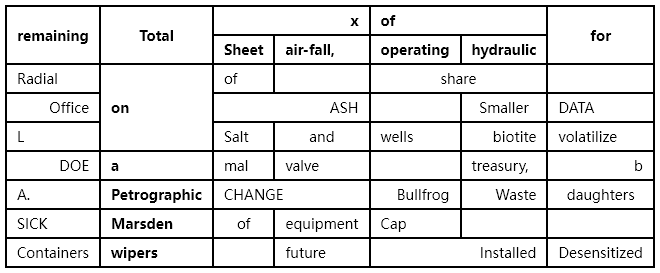 remaining Total x of for
Sheet air-fall, operating hydraulic
Radial on of share
Office ASH Smaller DATA
L Salt and wells biotite volatilize
DOE a mal valve treasury, b
A. Petrographic CHANGE Bullfrog Waste daughters
SICK Marsden of equipment Cap
Containers wipers future Installed Desensitized